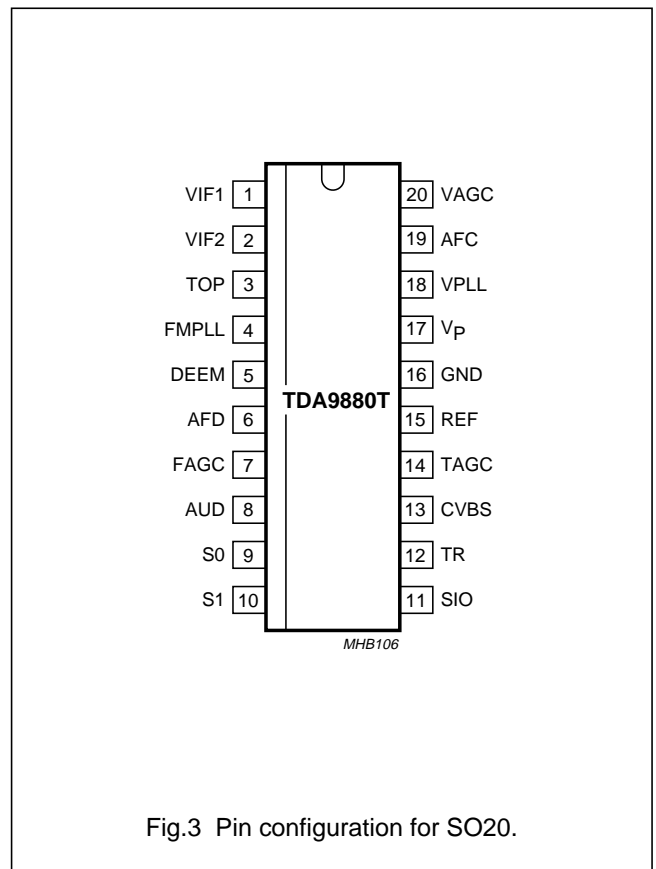 VIF1 1 20 VAGC
VIF2 2 19 AFC
TOP 3 18 VPLL
FMPLL 4 17 VP
DEEM 5 16 GND
TDA9880T
AFD 6 15 REF
FAGC 7 14 TAGC
AUD 8 13 CVBS
S0 9 12 TR
S1 10 11 SIO
MHB106
Fig.3 Pin configuration for SO20.